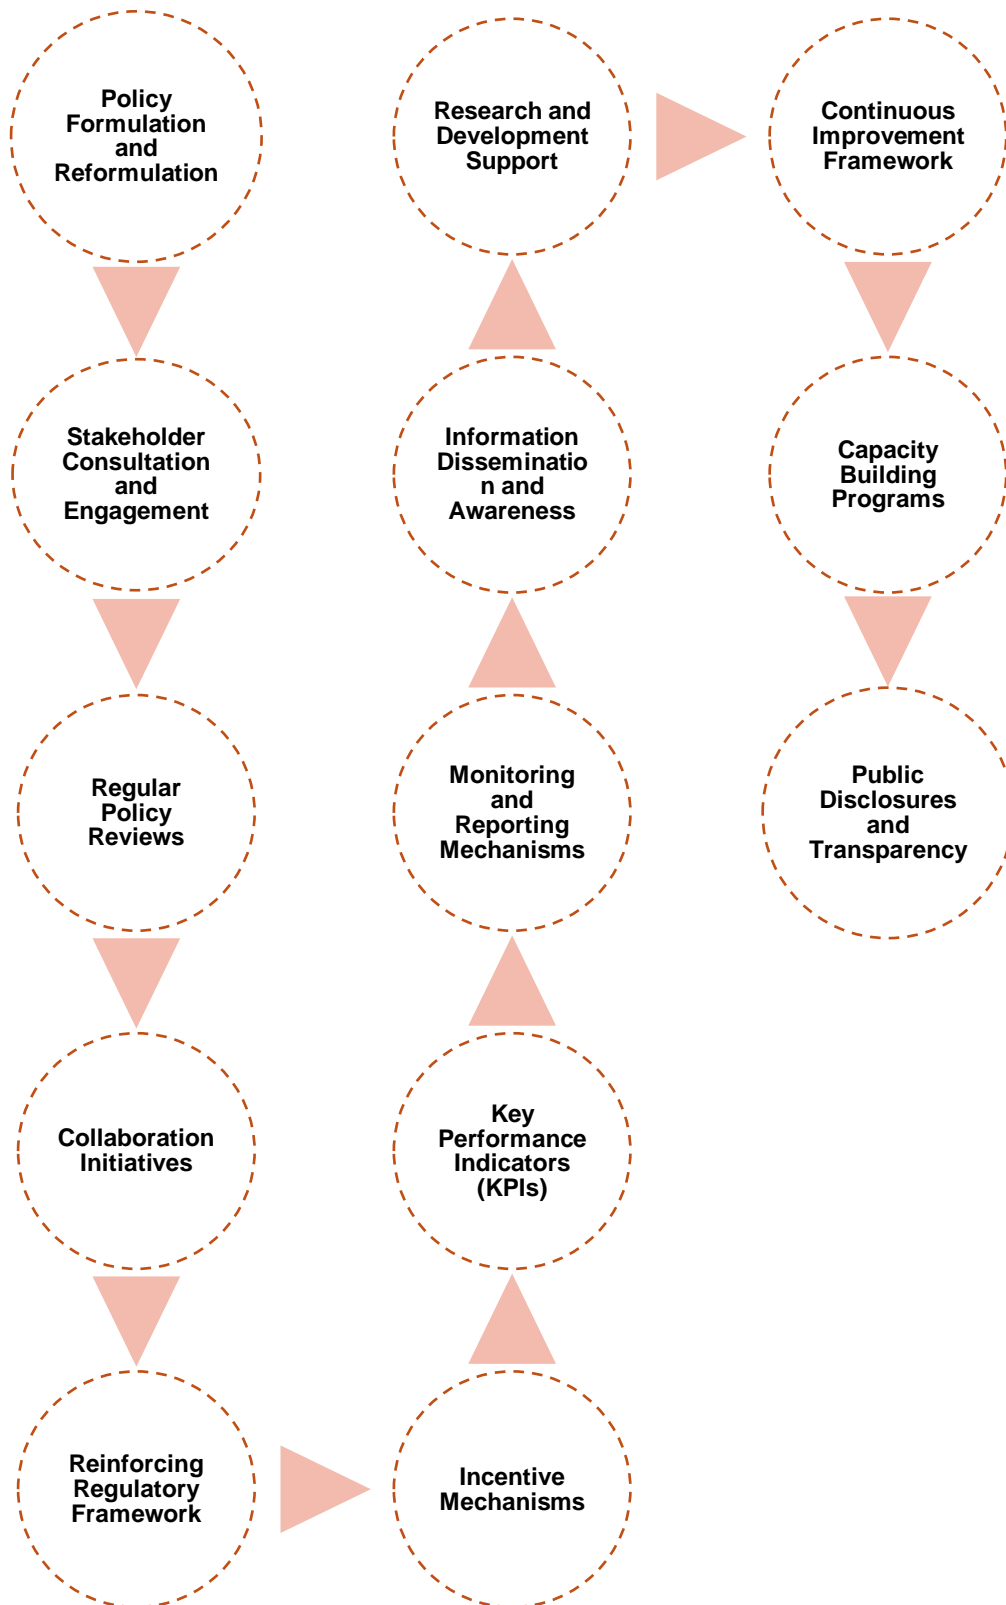 Policy
Formulation
and
Reformulation
Stakeholder
Consultation
and
Engagement
Regular
Policy
Reviews
Collaboration
Initiatives
Reinforcing
Regulatory
Framework
Incentive
Mechanisms
Key
Performance
Indicators
(KPIs)
Monitoring
and
Reporting
Mechanisms
Information
Disseminatio
n and
Awareness
Research and
Development
Support
Continuous
Improvement
Framework
Capacity
Building
Programs
Public
Disclosures
and
Transparency